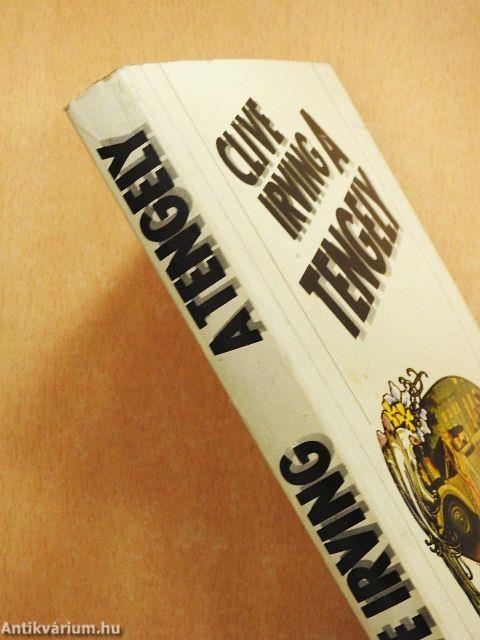 CLIVE
IRVING A
TENGELY
A TENGELY
E IRVING
Antikvárium.hu